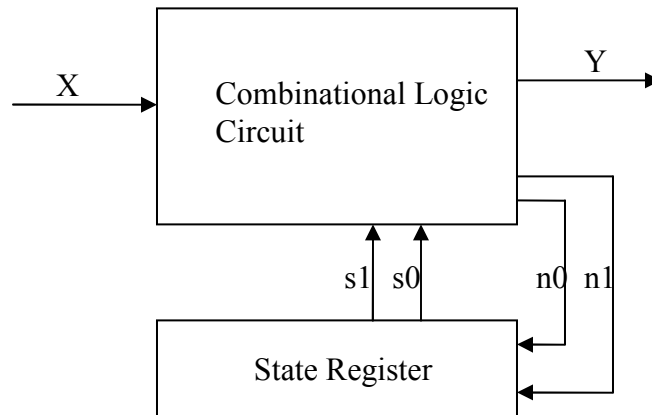 X
Combinational Logic
Circuit
Y
s1
s0
n0
n1
State Register